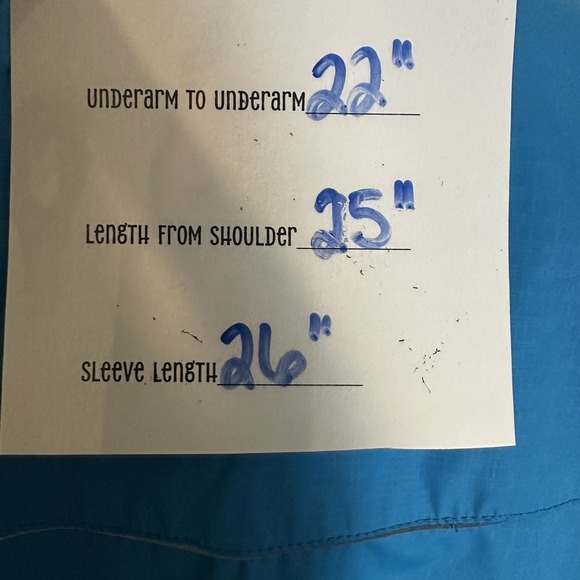 underarm to underarm 22"
Length from shoulder 25"
sleeve length 26"